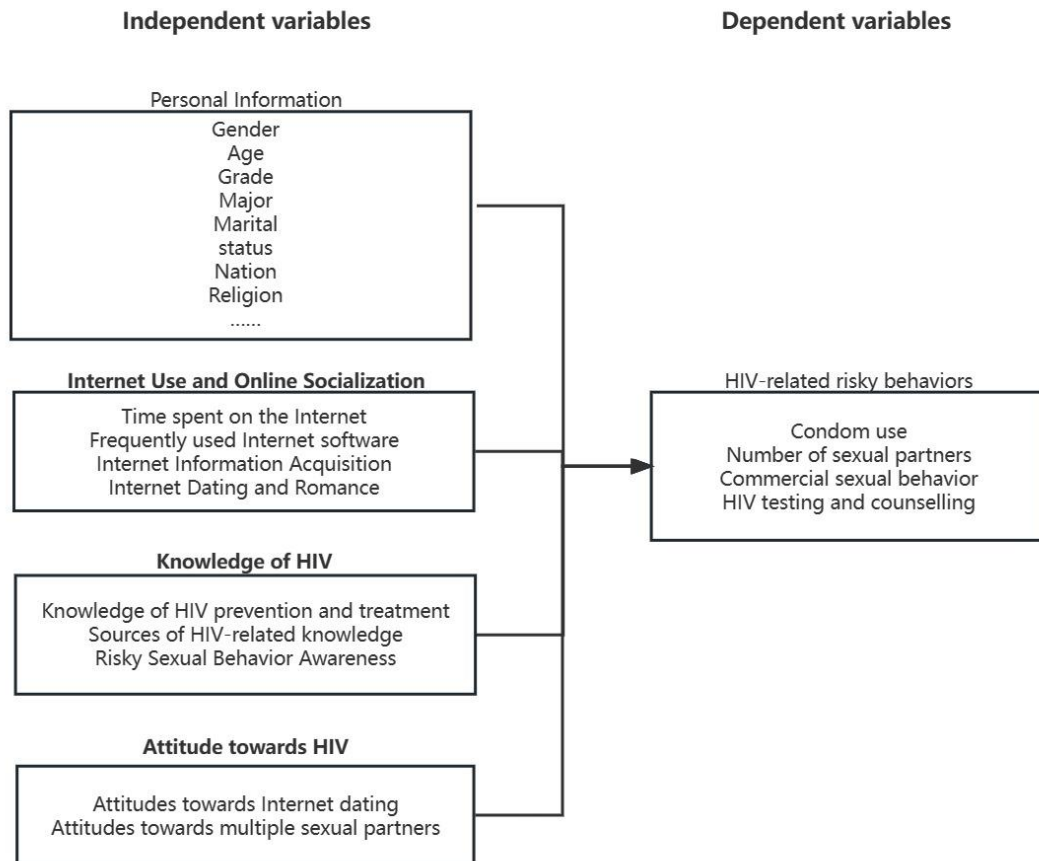 Independent variables
Dependent variables
Personal Information
Gender
Age
Grade
Major
Marital
status
Nation
Religion
......
Internet Use and Online Socialization
Time spent on the Internet
Frequently used Internet software
Internet Information Acquisition
Internet Dating and Romance
HIV-related risky behaviors
Condom use
Number of sexual partners
Commercial sexual behavior
HIV testing and counselling
Knowledge of HIV
Knowledge of HIV prevention and treatment
Sources of HIV-related knowledge
Risky Sexual Behavior Awareness
Attitude towards HIV
Attitudes towards Internet dating
Attitudes towards multiple sexual partners